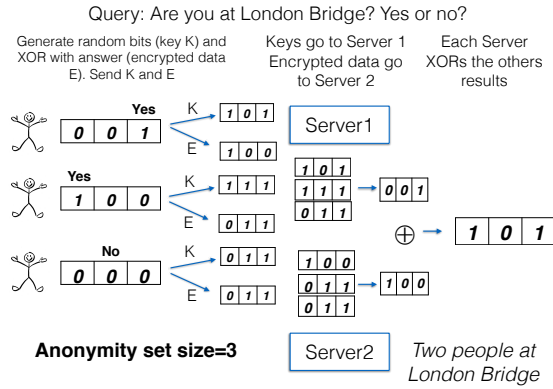 Query: Are you at London Bridge? Yes or no?
Generate random bits (key K) and
XOR with answer (encrypted data
E). Send K and E
Keys go to Server 1
Encrypted data go
to Server 2
Each Server
XORs the others
results
Yes
0 0 1
K
1 0 1
E
1 0 0
Yes
1 0 0
K
1 1 1
E
0 1 1
No
0 0 0
K
0 1 1
E
0 1 1
Server1
1 0 1
1 1 1
0 1 1
0 0 1
⊕
1 0 1
1 0 0
0 1 1
0 1 1
1 0 0
Server2
Anonymity set size=3
Two people at
London Bridge